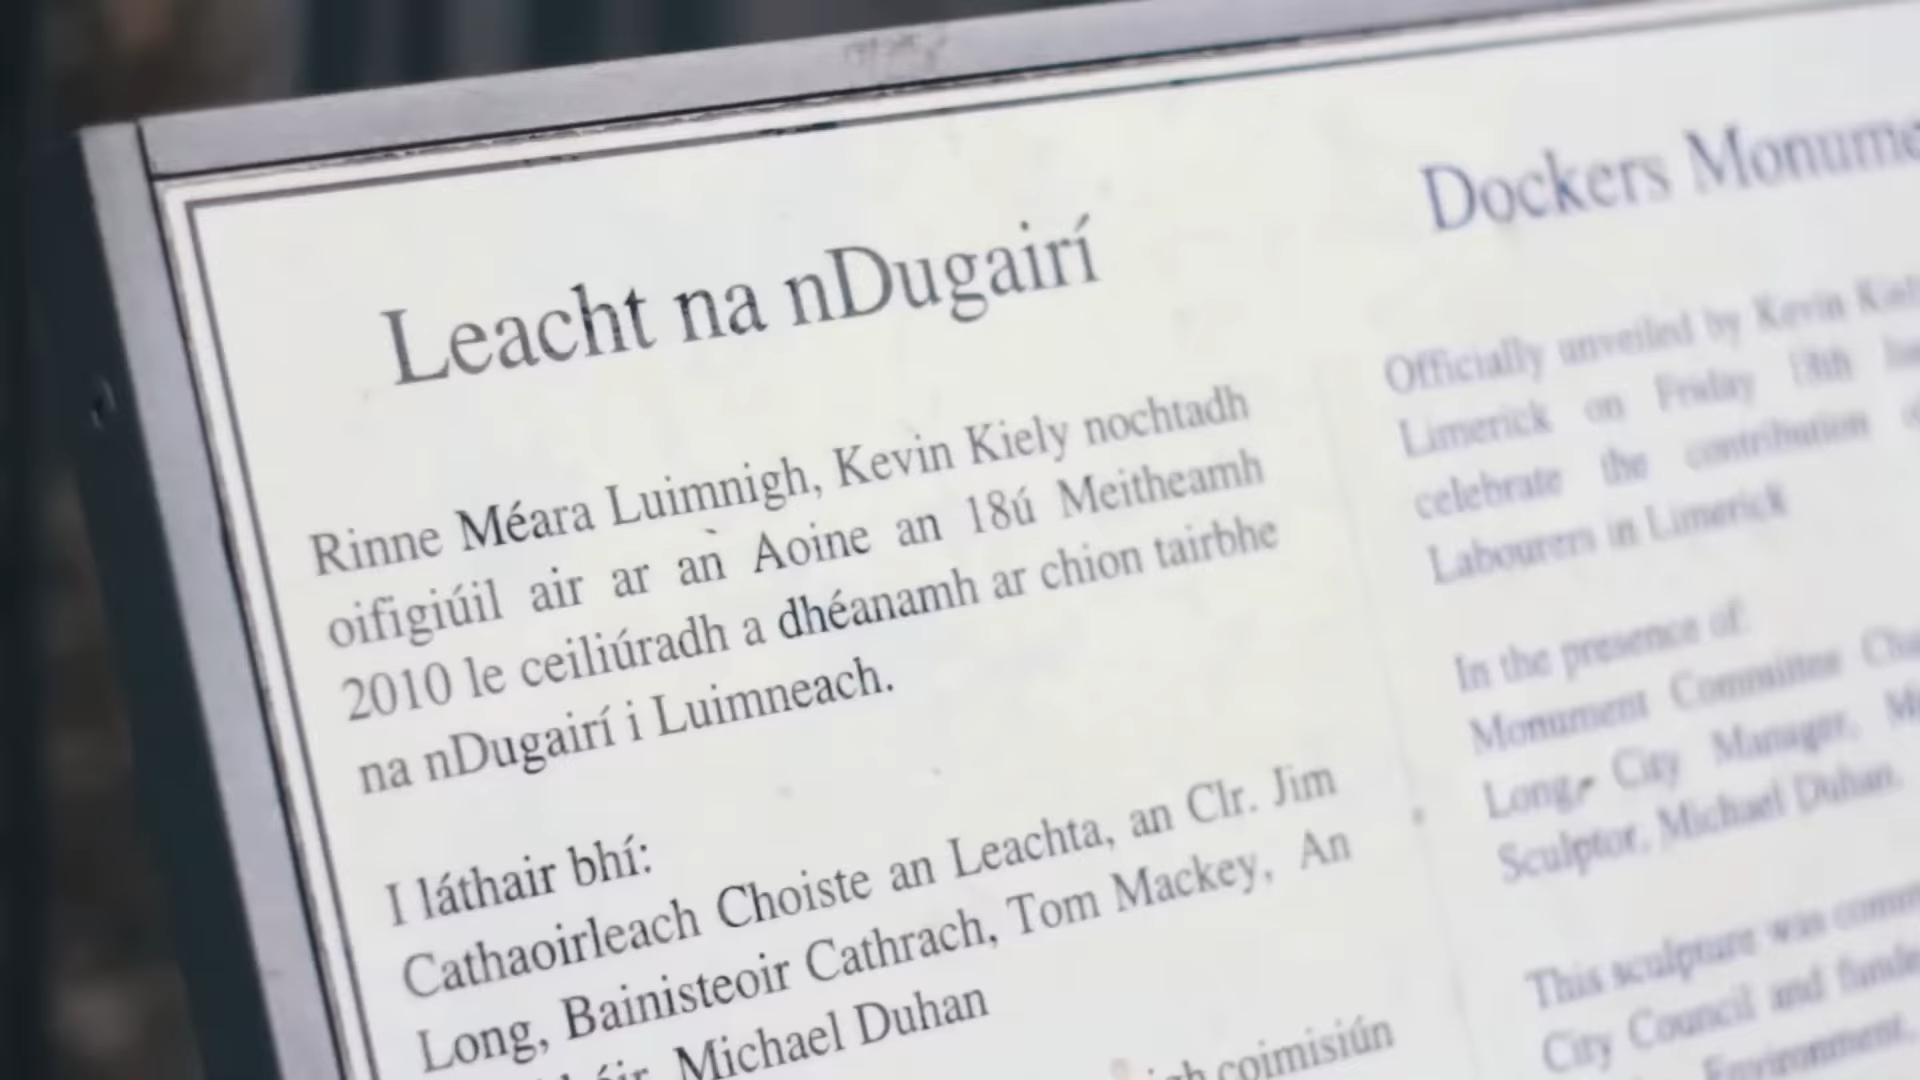 Leacht na nDugairí
Rinne Méara Luimnigh, Kevin Kiely nochtadh
oifigiúil air ar an Aoine an 18ú Meitheamh
2010 le ceiliúradh a dhéanamh ar chion tairbhe
na nDugairí i Luimneach.
I láthair bhí:
Cathaoirleach Choiste an Leachta, an Clr. Jim
Long, Bainisteoir Cathrach, Tom Mackey, An
Michael Duhan
coimisiún
Dockers
Officially unveiled by Kevin
Limerick on Friday
celebrate the contribution
Labourers in Limerick
In the presence of:
Monument Committee
Long, City Manager,
Sculptor, Michael Duhan.
This sculpture was
City Council and
Environment,